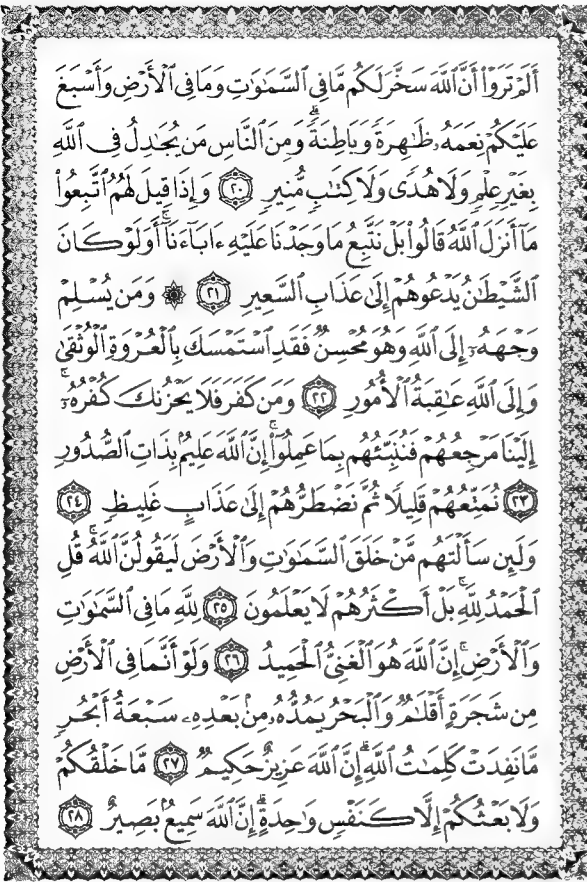 أَلَمْ تَرَوْا۟ أَنَّ ٱللَّهَ سَخَّرَ لَكُم مَّا فِى ٱلسَّمَٰوَٰتِ وَمَا فِى ٱلْأَرْضِ وَأَسْبَغَ
عَلَيْكُمْ نِعَمَهُۥ ظَٰهِرَةً وَبَاطِنَةً ۗ وَمِنَ ٱلنَّاسِ مَن يُجَٰدِلُ فِى ٱللَّهِ
بِغَيْرِ عِلْمٍ وَلَا هُدًى وَلَا كِتَٰبٍ مُّنِيرٍ ٢٠ وَإِذَا قِيلَ لَهُمُ ٱتَّبِعُوا۟
مَآ أَنزَلَ ٱللَّهُ قَالُوا۟ بَلْ نَتَّبِعُ مَا وَجَدْنَا عَلَيْهِ ءَابَآءَنَآ ۚ أَوَلَوْ كَانَ
ٱلشَّيْطَٰنُ يَدْعُوهُمْ إِلَىٰ عَذَابِ ٱلسَّعِيرِ ٢١ ۞ وَمَن يُسْلِمْ
وَجْهَهُۥٓ إِلَى ٱللَّهِ وَهُوَ مُحْسِنٌ فَقَدِ ٱسْتَمْسَكَ بِٱلْعُرْوَةِ ٱلْوُثْقَىٰ ۗ
وَإِلَى ٱللَّهِ عَٰقِبَةُ ٱلْأُمُورِ ٢٢ وَمَن كَفَرَ فَلَا يَحْزُنكَ كُفْرُهُۥٓ ۚ
إِلَيْنَا مَرْجِعُهُمْ فَنُنَبِّئُهُم بِمَا عَمِلُوٓا۟ ۚ إِنَّ ٱللَّهَ عَلِيمٌۢ بِذَاتِ ٱلصُّدُورِ
٢٣ نُمَتِّعُهُمْ قَلِيلًا ثُمَّ نَضْطَرُّهُمْ إِلَىٰ عَذَابٍ غَلِيظٍ ٢٤
وَلَئِن سَأَلْتَهُم مَّنْ خَلَقَ ٱلسَّمَٰوَٰتِ وَٱلْأَرْضَ لَيَقُولُنَّ ٱللَّهُ ۚ قُلِ
ٱلْحَمْدُ لِلَّهِ ۚ بَلْ أَكْثَرُهُمْ لَا يَعْلَمُونَ ٢٥ لِلَّهِ مَا فِى ٱلسَّمَٰوَٰتِ
وَٱلْأَرْضِ ۚ إِنَّ ٱللَّهَ هُوَ ٱلْغَنِىُّ ٱلْحَمِيدُ ٢٦ وَلَوْ أَنَّمَا فِى ٱلْأَرْضِ
مِن شَجَرَةٍ أَقْلَٰمٌ وَٱلْبَحْرُ يَمُدُّهُۥ مِنۢ بَعْدِهِۦ سَبْعَةُ أَبْحُرٍ
مَّا نَفِدَتْ كَلِمَٰتُ ٱللَّهِ ۗ إِنَّ ٱللَّهَ عَزِيزٌ حَكِيمٌ ٢٧ مَّا خَلْقُكُمْ
وَلَا بَعْثُكُمْ إِلَّا كَنَفْسٍ وَٰحِدَةٍ ۗ إِنَّ ٱللَّهَ سَمِيعٌۢ بَصِيرٌ ٢٨